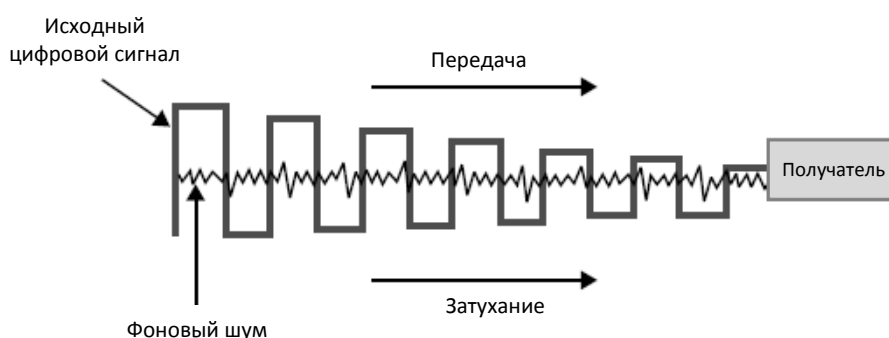 Исходный
цифровой сигнал
Передача
Получатель
Затухание
Фоновый шум